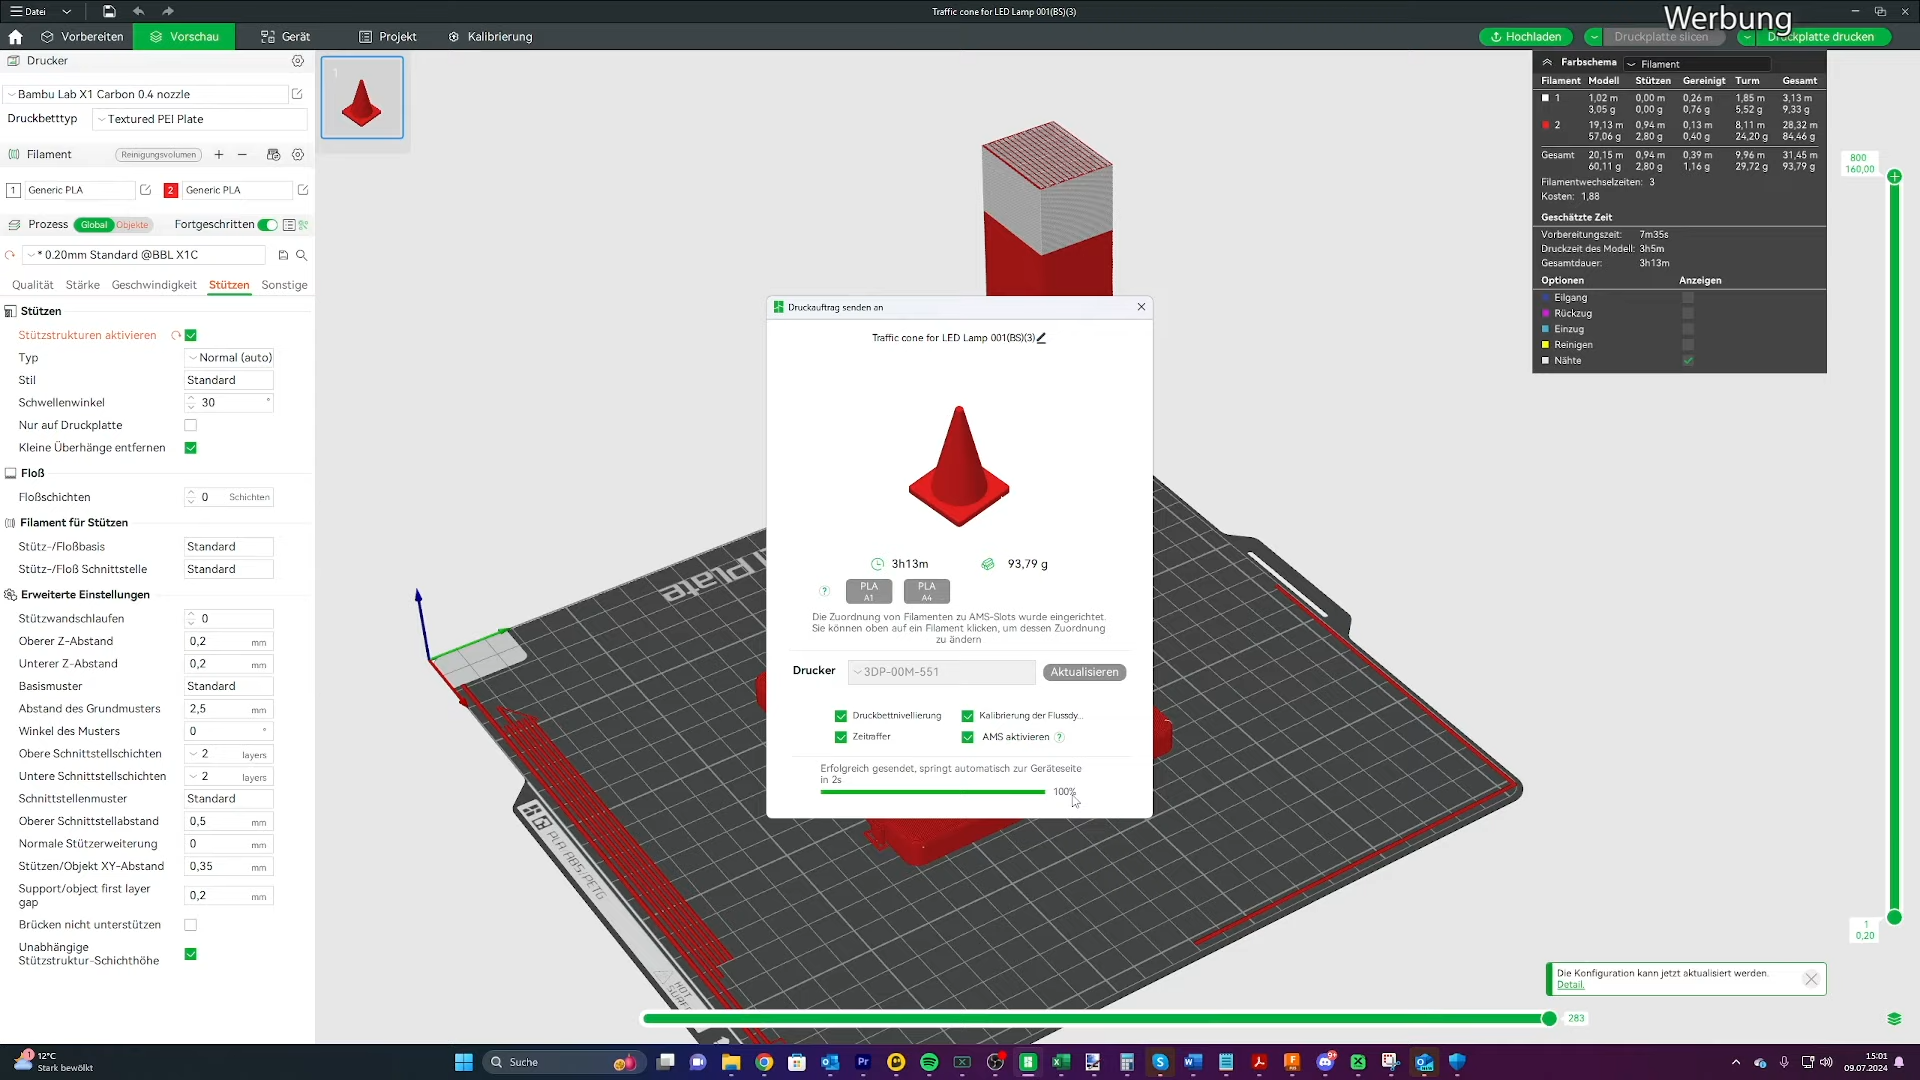 Datei
Traffic cone for LED Lamp 001(BS)(3)
Werbung
Vorbereiten
Vorschau
Gerät
Projekt
Kalibrierung
Hochladen
Druckplatte slicen
Druckplatte drucken
Drucker
Bambu Lab X1 Carbon 0.4 nozzle
Druckbetttyp
Textured PEI Plate
Filament
Reinigungsvolumen
1 Generic PLA
2 Generic PLA
Prozess
Global
Objekte
Fortgeschritten
* 0.20mm Standard @BBL X1C
Qualität
Stärke
Geschwindigkeit
Stützen
Sonstige
Stützen
Stützstrukturen aktivieren
Typ Normal (auto)
Stil Standard
Schwellenwinkel 30 °
Nur auf Druckplatte
Kleine Überhänge entfernen
Floß
Floßschichten 0 Schichten
Filament für Stützen
Stütz-/Floßbasis Standard
Stütz-/Floß Schnittstelle Standard
Erweiterte Einstellungen
Stützwandschlaufen 0
Oberer Z-Abstand 0,2 mm
Unterer Z-Abstand 0,2 mm
Basismuster Standard
Abstand des Grundmusters 2,5 mm
Winkel des Musters 0 °
Obere Schnittstellschichten 2 layers
Untere Schnittstellschichten 2 layers
Schnittstellenmuster Standard
Oberer Schnittstellabstand 0,5 mm
Normale Stützerweiterung 0 mm
Stützen/Objekt XY-Abstand 0,35 mm
Support/object first layer
gap 0,2 mm
Brücken nicht unterstützen
Unabhängige
Stützstruktur-Schichthöhe
1
Plate
PLA ABS/PETG
HOT
SURFACE
Druckauftrag senden an
Traffic cone for LED Lamp 001(BS)(3)
3h13m
93,79 g
?
PLA
A1
PLA
A4
Die Zuordnung von Filamenten zu AMS-Slots wurde eingerichtet.
Sie können oben auf ein Filament klicken, um dessen Zuordnung
zu ändern
Drucker
3DP-00M-551
Aktualisieren
Druckbettnivellierung
Kalibrierung der Flussdy...
Zeitraffer
AMS aktivieren ?
Erfolgreich gesendet, springt automatisch zur Geräteseite
in 2s
100%
Farbschema Filament
Filament Modell Stützen Gereinigt Turm Gesamt
1 1,02 m 0,00 m 0,26 m 1,85 m 3,13 m
3,05 g 0,00 g 0,76 g 5,52 g 9,33 g
2 19,13 m 0,94 m 0,13 m 8,11 m 28,32 m
57,06 g 2,80 g 0,40 g 24,20 g 84,46 g
Gesamt 20,15 m 0,94 m 0,39 m 9,96 m 31,45 m
60,11 g 2,80 g 1,16 g 29,72 g 93,79 g
Filamentwechselzeiten: 3
Kosten: 1,88
Geschätzte Zeit
Vorbereitungszeit: 7m35s
Druckzeit des Modell: 3h5m
Gesamtdauer: 3h13m
Optionen Anzeigen
Eilgang
Rückzug
Einzug
Reinigen
Nähte
800
160,00
1
0,20
Die Konfiguration kann jetzt aktualisiert werden.
Detail.
283
1
12°C
Stark bewölkt
Suche
15:01
09.07.2024